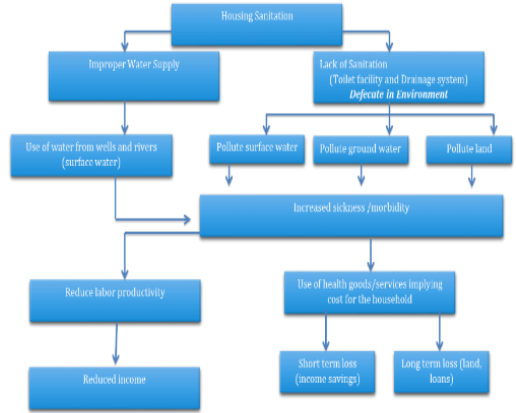 Housing Sanitation
Improper Water Supply
Lack of Sanitation
(Toilet facility and Drainage system)
Defecate in Environment
Use of water from wells and rivers
(surface water)
Pollute surface water
Pollute ground water
Pollute land
Increased sickness /morbidity
Reduce labor productivity
Use of health goods/services implying
cost for the household
Reduced income
Short term loss
(income savings)
Long term loss (land,
loans)